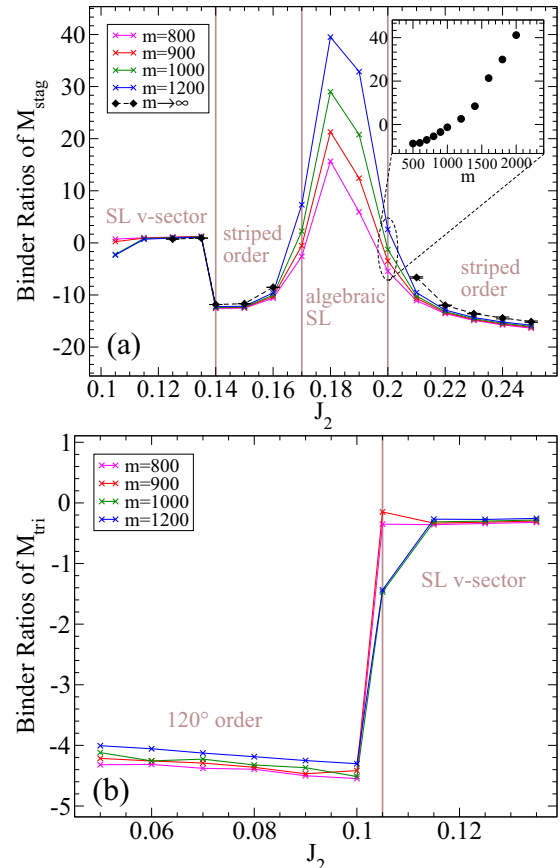 (a)
m=800
m=900
m=1000
m=1200
m→∞
40
30
20
10
0
-10
-20
Binder Ratios of M_stag
SL v-sector
striped
order
algebraic
SL
striped
order
40
20
0
500 1000 1500 2000
m
0.1 0.12 0.14 0.16 0.18 0.2 0.22 0.24
J_2
(b)
m=800
m=900
m=1000
m=1200
1
0
-1
-2
-3
-4
-5
Binder Ratios of M_tri
SL v-sector
120° order
0.06 0.08 0.1 0.12
J_2